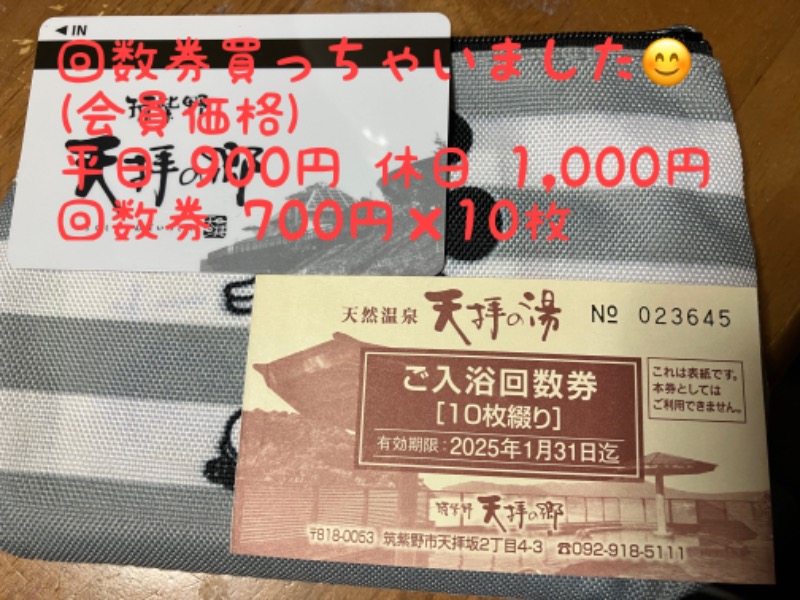 ◀IN
回数券買っちゃいました😊
(会員価格)
平日 900円 休日 1,000円
回数券 700円×10枚
筑紫野
天拝の郷
天然温泉 天拝の湯 № 023645
ご入浴回数券
[10枚綴り]
有効期限:2025年1月31日迄
これは表紙です。
本券としては
ご利用できません。
筑紫野 天拝の郷
〒818-0053 筑紫野市天拝坂2丁目4-3 ☎092-918-5111